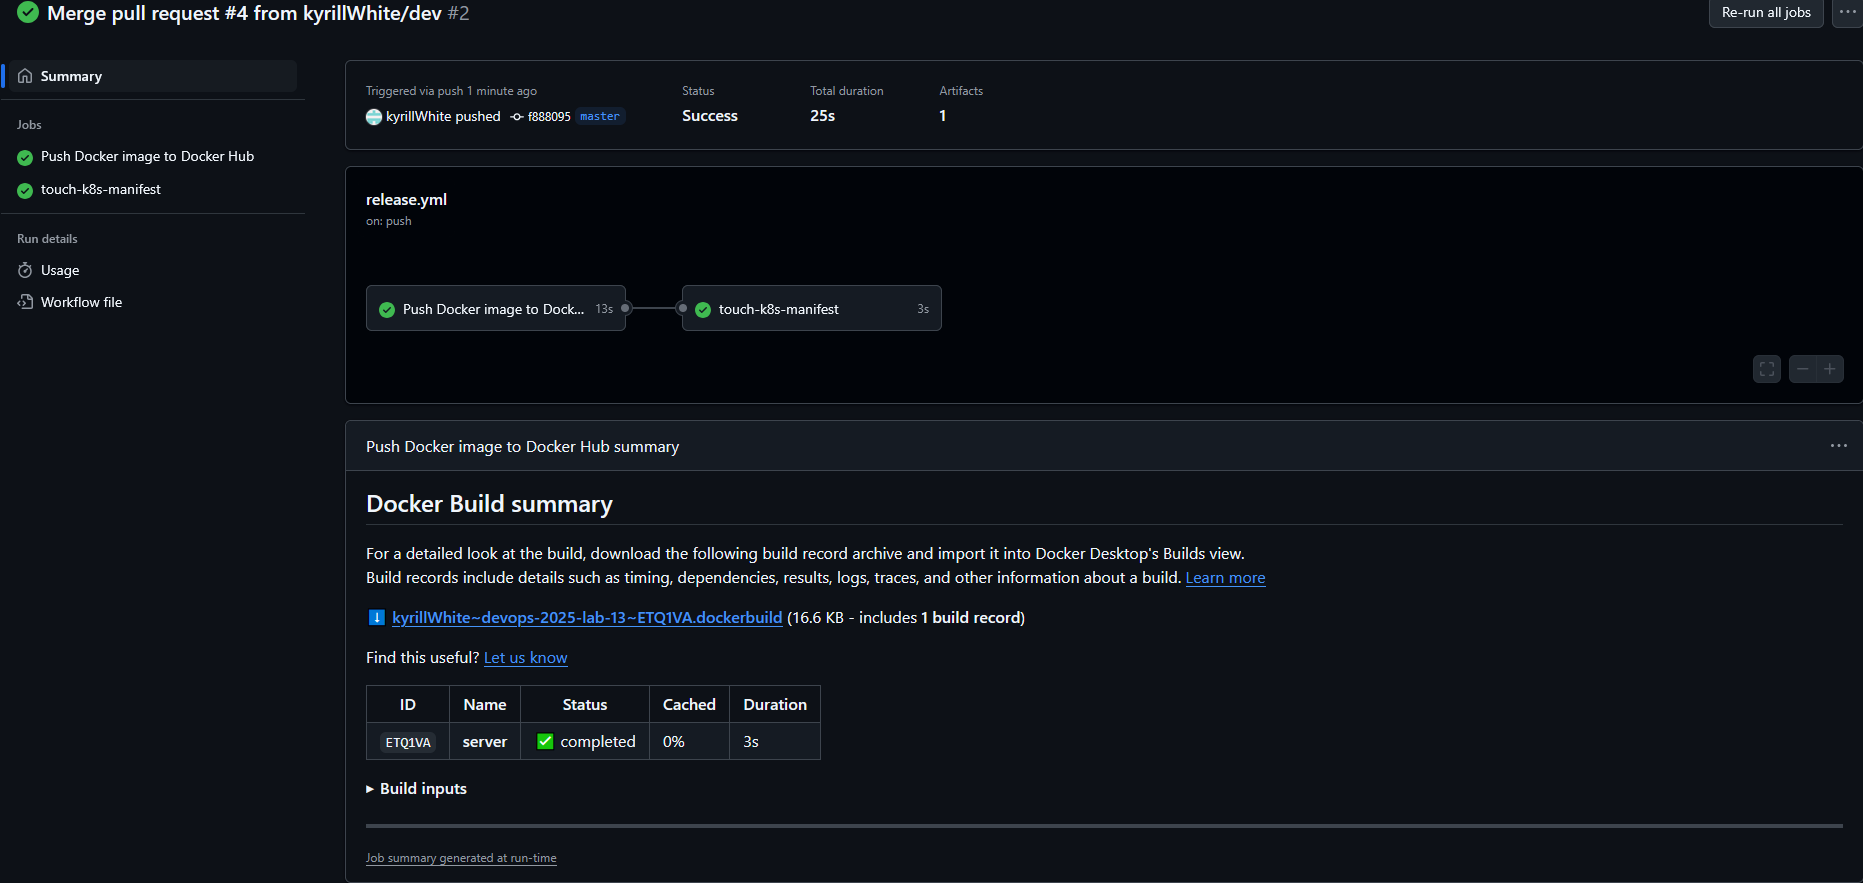 Merge pull request #4 from kyrillWhite/dev #2
Re-run all jobs
Summary
Jobs
Push Docker image to Docker Hub
touch-k8s-manifest
Run details
Usage
Workflow file
Triggered via push 1 minute ago
kyrillWhite pushed f888095 master
Status
Success
Total duration
25s
Artifacts
1
release.yml
on: push
Push Docker image to Dock... 13s
touch-k8s-manifest 3s
Push Docker image to Docker Hub summary
Docker Build summary
For a detailed look at the build, download the following build record archive and import it into Docker Desktop's Builds view.
Build records include details such as timing, dependencies, results, logs, traces, and other information about a build. Learn more
kyrillWhite~devops-2025-lab-13~ETQ1VA.dockerbuild (16.6 KB - includes 1 build record)
Find this useful? Let us know
ID Name Status Cached Duration
ETQ1VA server completed 0% 3s
Build inputs
Job summary generated at run-time